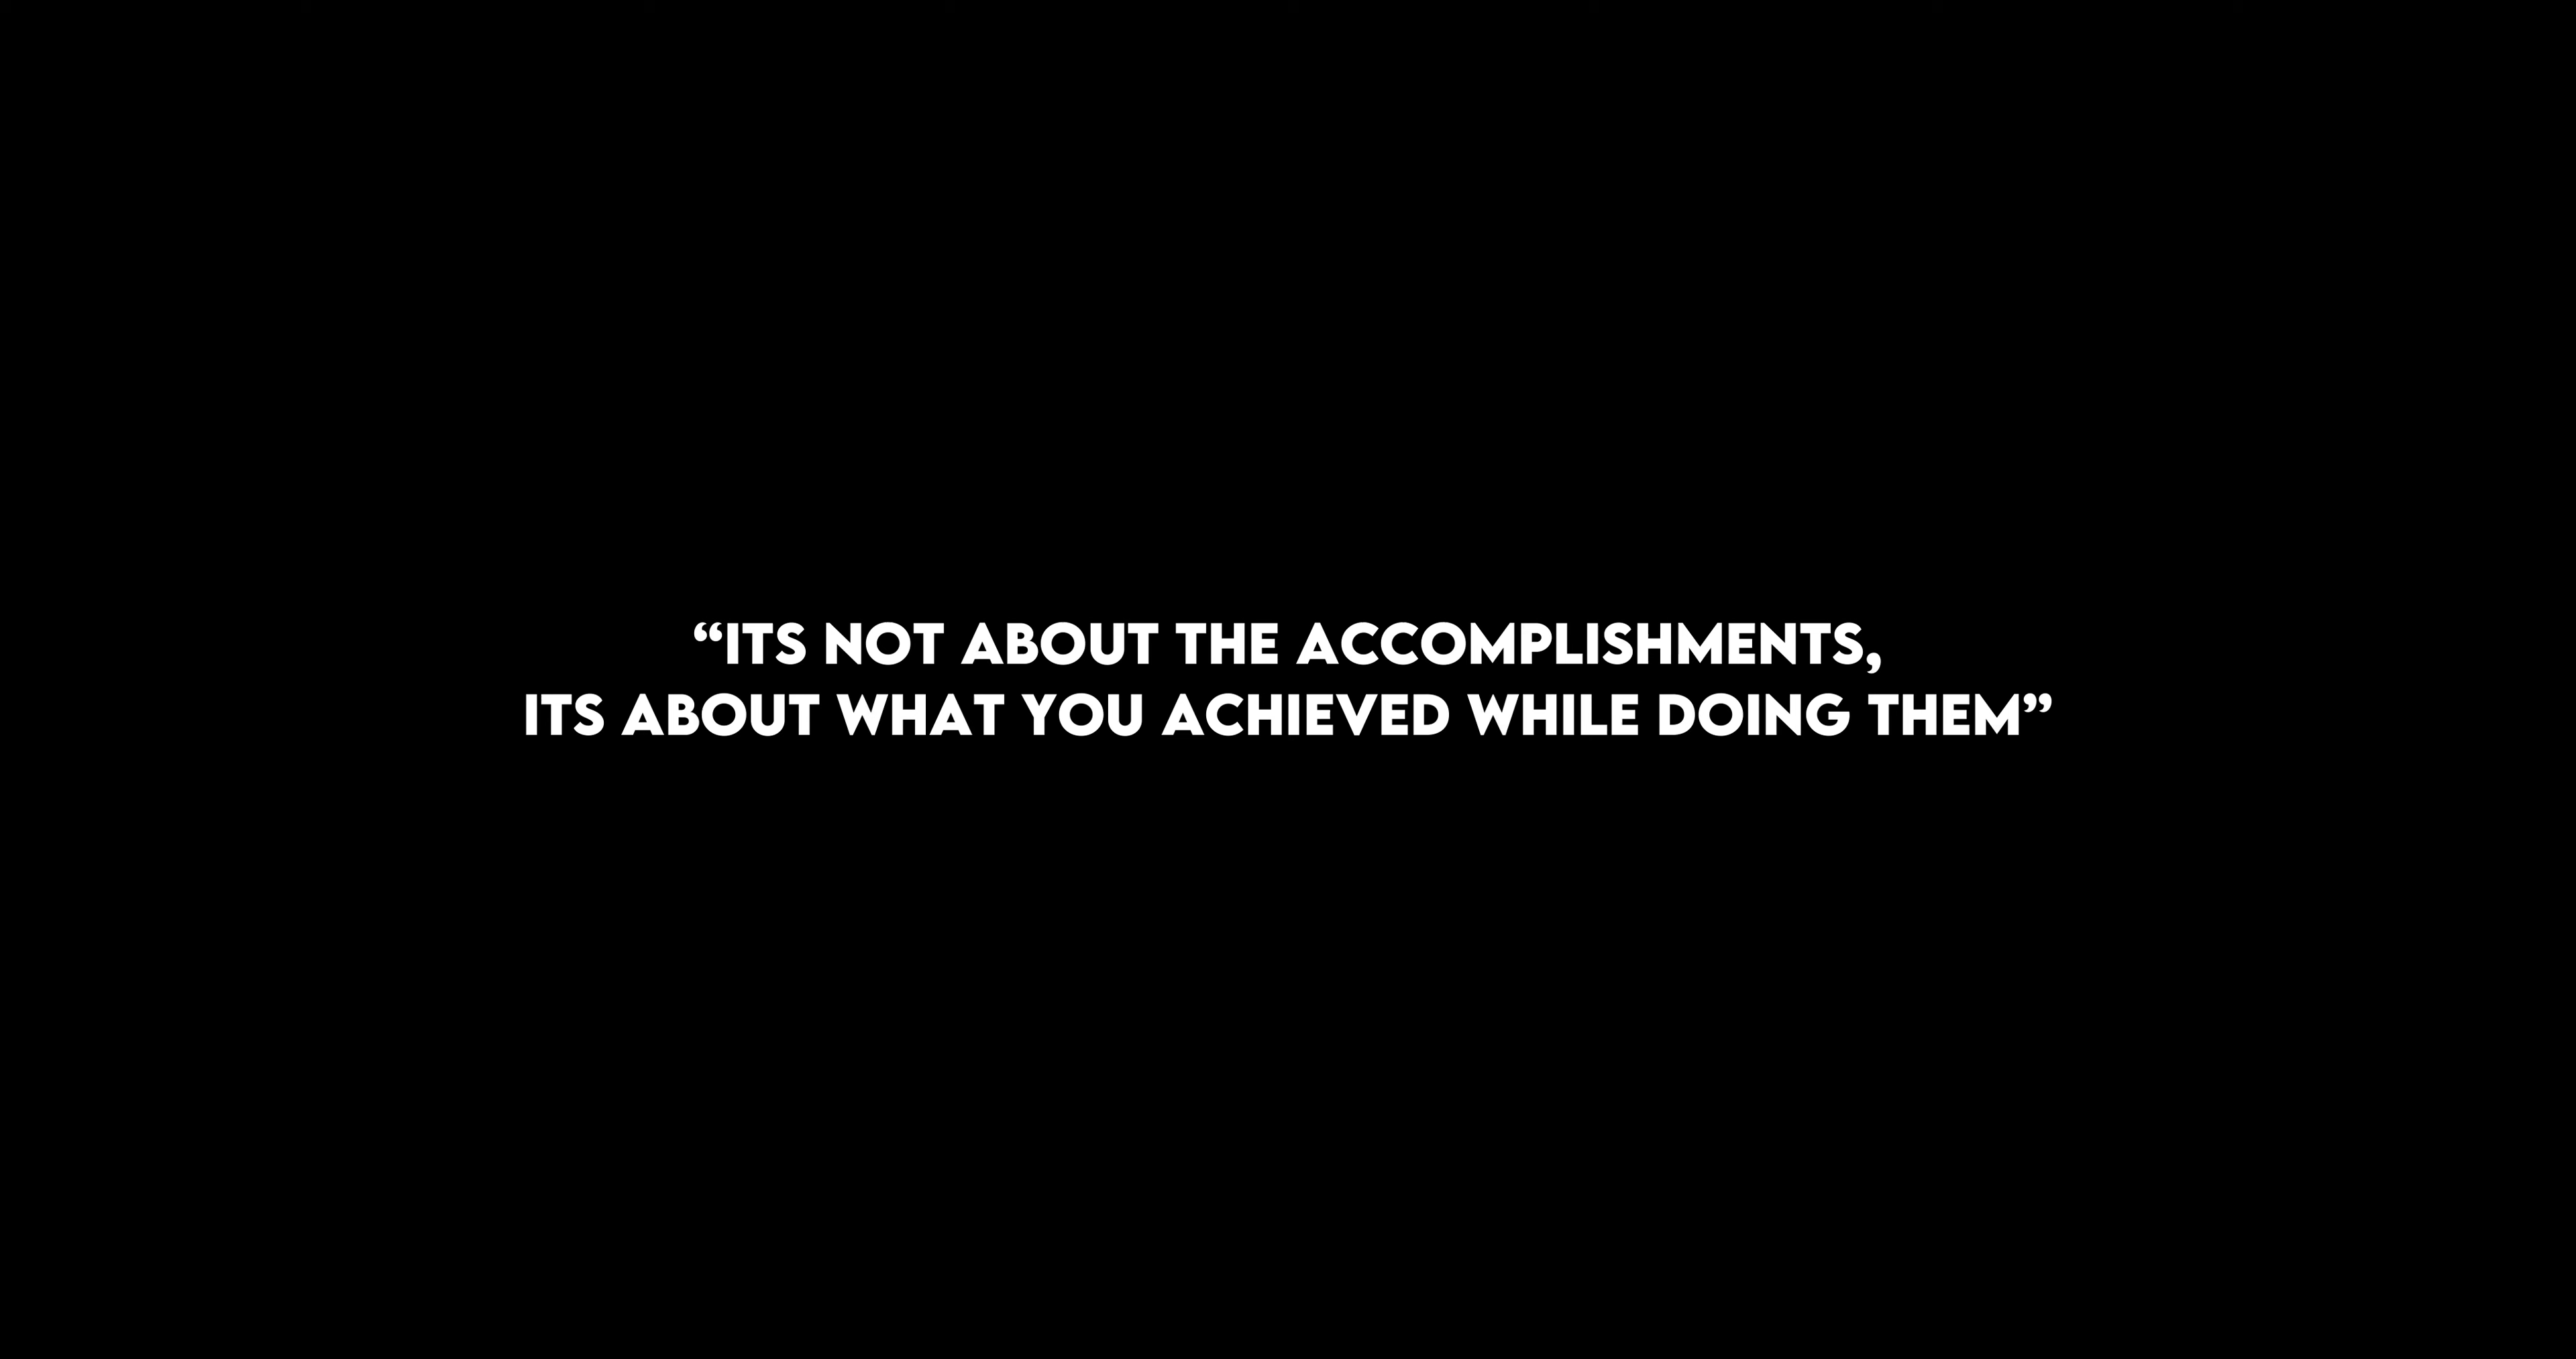 “ITS NOT ABOUT THE ACCOMPLISHMENTS,
ITS ABOUT WHAT YOU ACHIEVED WHILE DOING THEM”